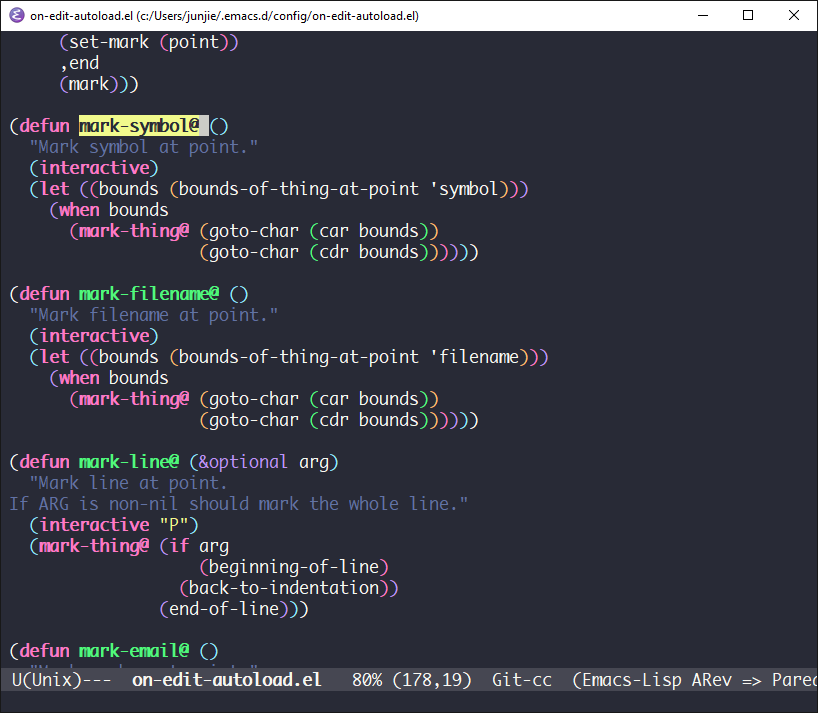 on-edit-autoload.el (c:/Users/junjie/.emacs.d/config/on-edit-autoload.el)
(set-mark (point))
,end
(mark)))
(defun mark-symbol@ ()
"Mark symbol at point."
(interactive)
(let ((bounds (bounds-of-thing-at-point 'symbol)))
(when bounds
(mark-thing@ (goto-char (car bounds))
(goto-char (cdr bounds))))))
(defun mark-filename@ ()
"Mark filename at point."
(interactive)
(let ((bounds (bounds-of-thing-at-point 'filename)))
(when bounds
(mark-thing@ (goto-char (car bounds))
(goto-char (cdr bounds))))))
(defun mark-line@ (&optional arg)
"Mark line at point.
If ARG is non-nil should mark the whole line."
(interactive "P")
(mark-thing@ (if arg
(beginning-of-line)
(back-to-indentation))
(end-of-line)))
(defun mark-email@ ()
U(Unix)--- on-edit-autoload.el 80% (178,19) Git-cc (Emacs-Lisp ARev => Pared